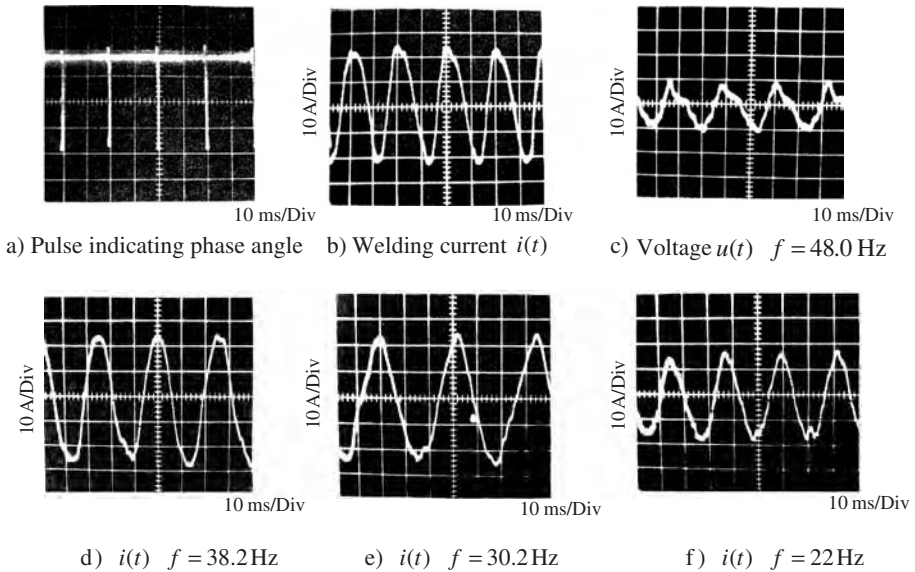 10 A/Div
10 A/Div
10 ms/Div
10 ms/Div
10 ms/Div
a) Pulse indicating phase angle
b) Welding current i(t)
c) Voltage u(t) f = 48.0 Hz
10 A/Div
10 A/Div
10 A/Div
10 ms/Div
10 ms/Div
10 ms/Div
d) i(t) f = 38.2 Hz
e) i(t) f = 30.2 Hz
f) i(t) f = 22Hz